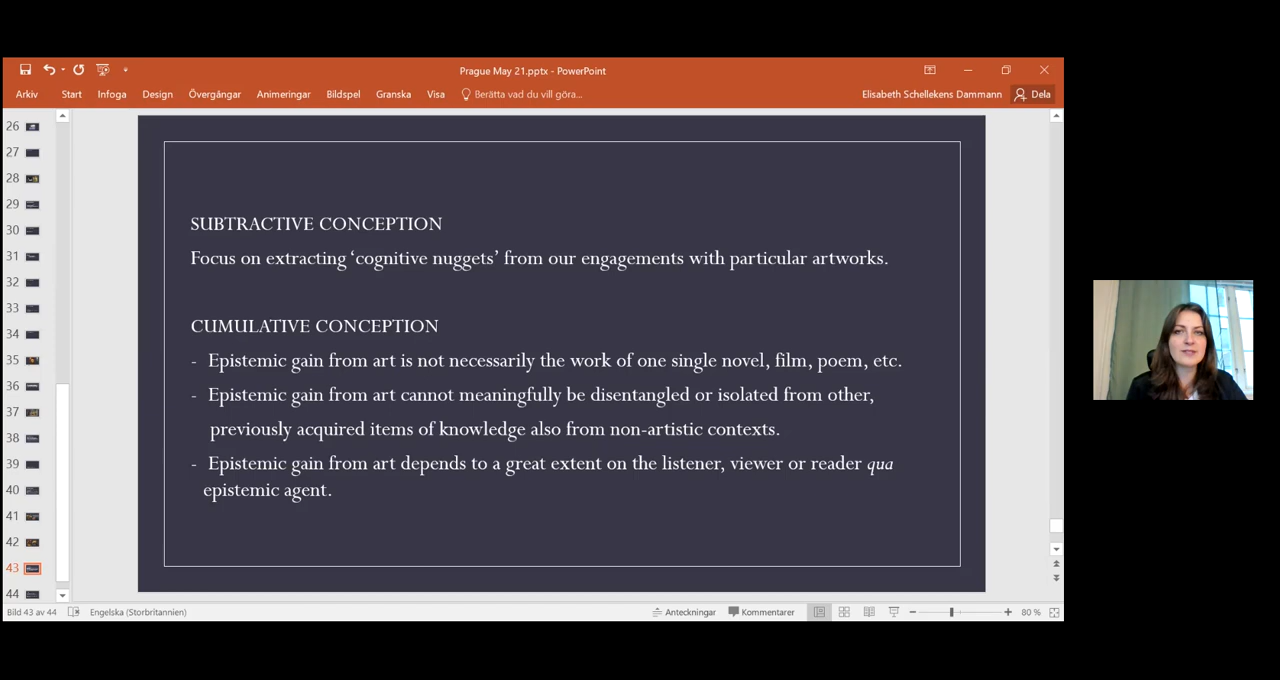 Prague May 21.pptx - PowerPoint
Arkiv Start Infoga Design Övergångar Animeringar Bildspel Granska Visa Berätta vad du vill göra... Elisabeth Schellekens Dammann Dela
26
27
28
29
30
31
32
33
34
35
36
37
38
39
40
41
42
43
44
SUBTRACTIVE CONCEPTION
Focus on extracting ‘cognitive nuggets’ from our engagements with particular artworks.
CUMULATIVE CONCEPTION
- Epistemic gain from art is not necessarily the work of one single novel, film, poem, etc.
- Epistemic gain from art cannot meaningfully be disentangled or isolated from other,
previously acquired items of knowledge also from non-artistic contexts.
- Epistemic gain from art depends to a great extent on the listener, viewer or reader qua
epistemic agent.
Bild 43 av 44 Engelska (Storbritannien) Anteckningar Kommentarer 80 %